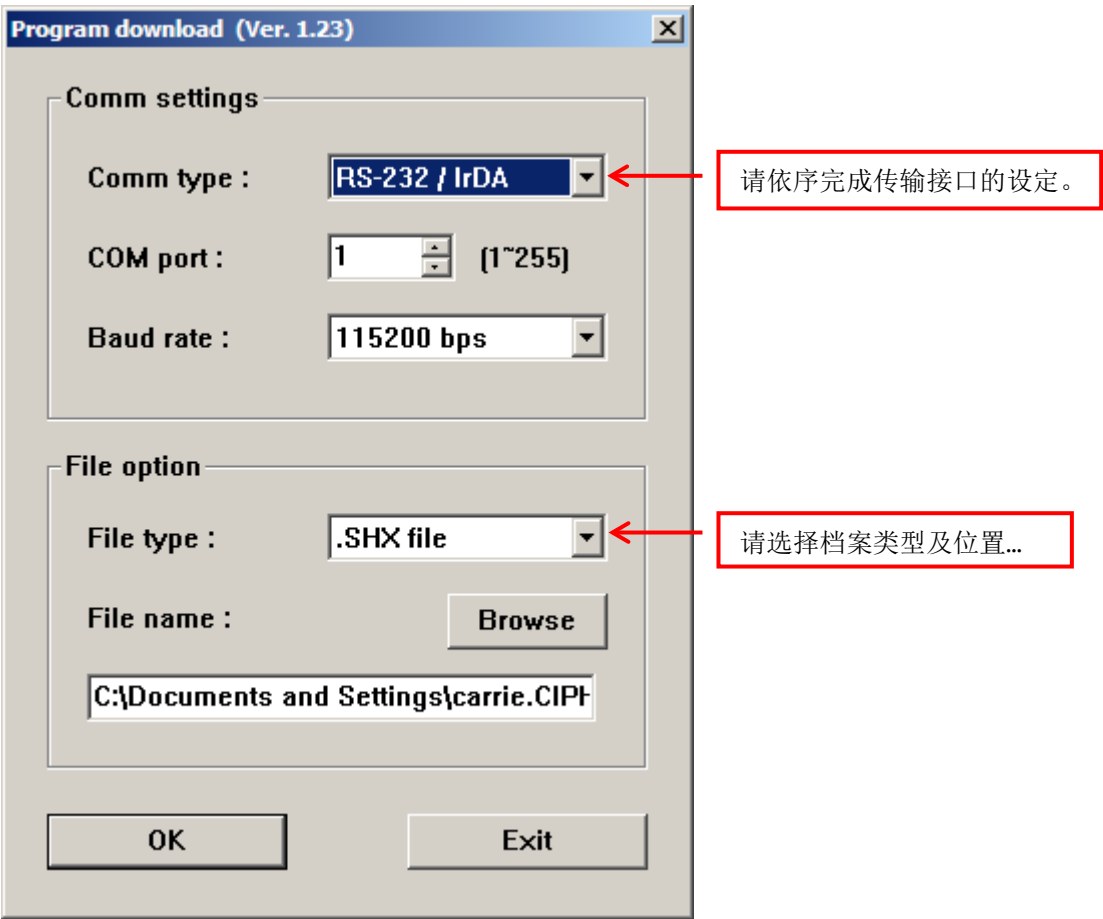 Program download  (Ver. 1.23)
Comm settings
Comm type :
RS-232 / IrDA
请依序完成传输接口的设定。
COM port :
1
(1~255)
Baud rate :
115200 bps
File option
File type :
.SHX file
请选择档案类型及位置…
File name :
Browse
C:\Documents and Settings\carrie.CIPH
OK
Exit